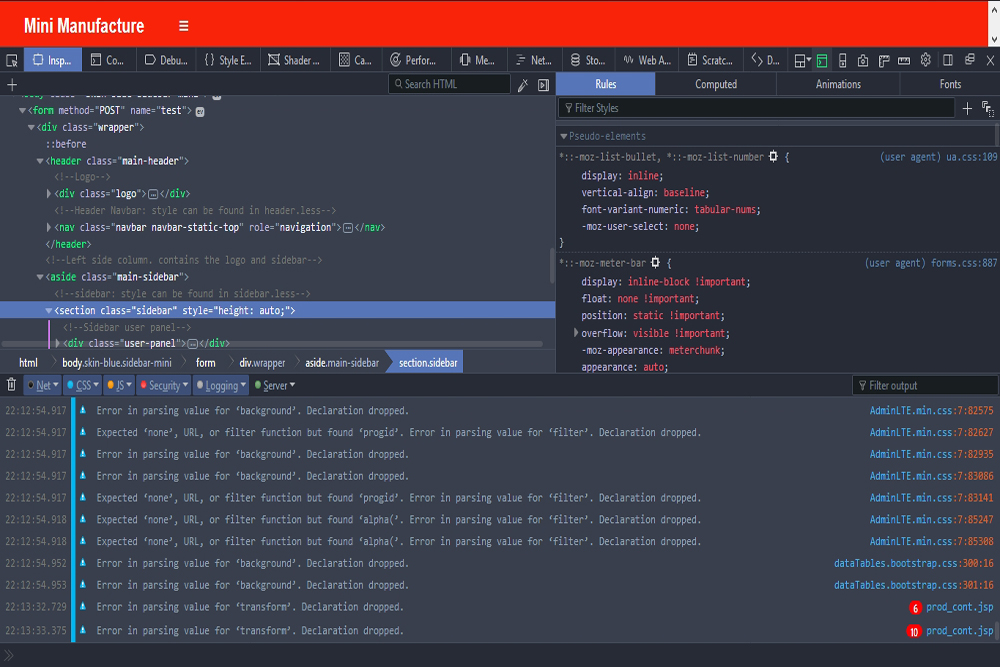 Mini Manufacture ☰
Insp... Co... Debu... Style E... Shader ... Ca... Perfor... Me... Net... Sto... Web A... Scratc... D...
Search HTML
<form method="POST" name="test"> ev
<div class="wrapper">
::before
<header class="main-header">
<!--Logo-->
<div class="logo"></div>
<!--Header Navbar: style can be found in header.less-->
<nav class="navbar navbar-static-top" role="navigation"></nav>
</header>
<!--Left side column. contains the logo and sidebar-->
<aside class="main-sidebar">
<!--sidebar: style can be found in sidebar.less-->
<section class="sidebar" style="height: auto;">
<!--Sidebar user panel-->
<div class="user-panel"></div>
html body.skin-blue.sidebar-mini form div.wrapper aside.main-sidebar section.sidebar
Rules Computed Animations Fonts
Filter Styles
Pseudo-elements
*::-moz-list-bullet, *::-moz-list-number { (user agent) ua.css:109
display: inline;
vertical-align: baseline;
font-variant-numeric: tabular-nums;
-moz-user-select: none;
}
*::-moz-meter-bar { (user agent) forms.css:887
display: inline-block !important;
float: none !important;
position: static !important;
overflow: visible !important;
-moz-appearance: meterchunk;
appearance: auto;
Net CSS JS Security Logging Server Filter output
22:12:54.917 Error in parsing value for ‘background’. Declaration dropped. AdminLTE.min.css:7:82575
22:12:54.917 Expected ‘none’, URL, or filter function but found ‘progid’. Error in parsing value for ‘filter’. Declaration dropped. AdminLTE.min.css:7:82627
22:12:54.917 Error in parsing value for ‘background’. Declaration dropped. AdminLTE.min.css:7:82935
22:12:54.917 Error in parsing value for ‘background’. Declaration dropped. AdminLTE.min.css:7:83086
22:12:54.917 Expected ‘none’, URL, or filter function but found ‘progid’. Error in parsing value for ‘filter’. Declaration dropped. AdminLTE.min.css:7:83141
22:12:54.918 Expected ‘none’, URL, or filter function but found ‘alpha(’. Error in parsing value for ‘filter’. Declaration dropped. AdminLTE.min.css:7:85247
22:12:54.918 Expected ‘none’, URL, or filter function but found ‘alpha(’. Error in parsing value for ‘filter’. Declaration dropped. AdminLTE.min.css:7:85308
22:12:54.952 Error in parsing value for ‘background’. Declaration dropped. dataTables.bootstrap.css:300:16
22:12:54.953 Error in parsing value for ‘background’. Declaration dropped. dataTables.bootstrap.css:301:16
22:13:32.729 Error in parsing value for ‘transform’. Declaration dropped. 6 prod_cont.jsp
22:13:33.375 Error in parsing value for ‘transform’. Declaration dropped. 10 prod_cont.jsp